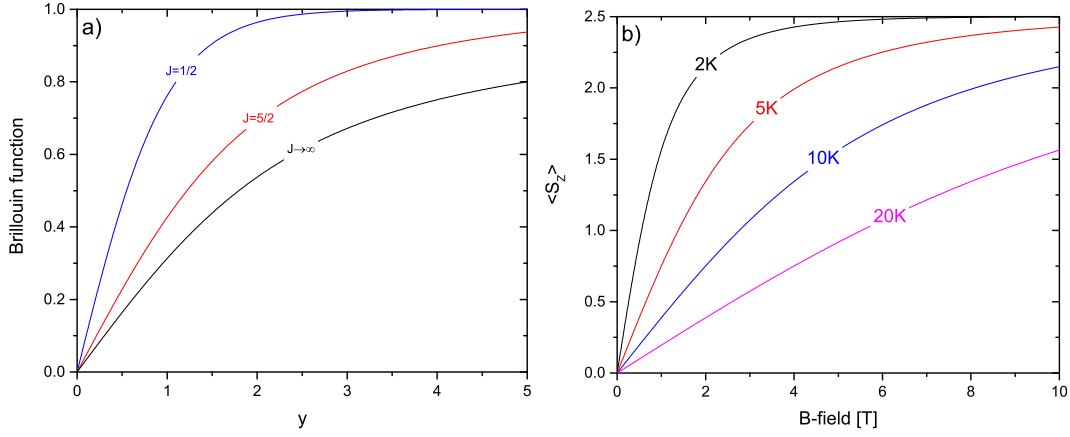 a)
J=1/2
J=5/2
J→∞
Brillouin function
1.0
0.8
0.6
0.4
0.2
0.0
0 1 2 3 4 5
y
b)
2K
5K
10K
20K
<S_Z>
2.5
2.0
1.5
1.0
0.5
0.0
0 2 4 6 8 10
B-field [T]